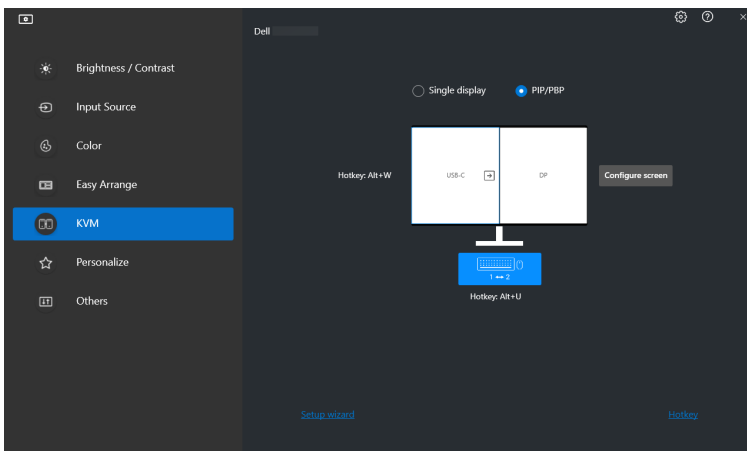 Dell
Brightness / Contrast
Input Source
Color
Easy Arrange
KVM
Personalize
Others
Single display
PIP/PBP
Hotkey: Alt+W
USB-C
DP
Configure screen
1 ↔ 2
Hotkey: Alt+U
Setup wizard
Hotkey